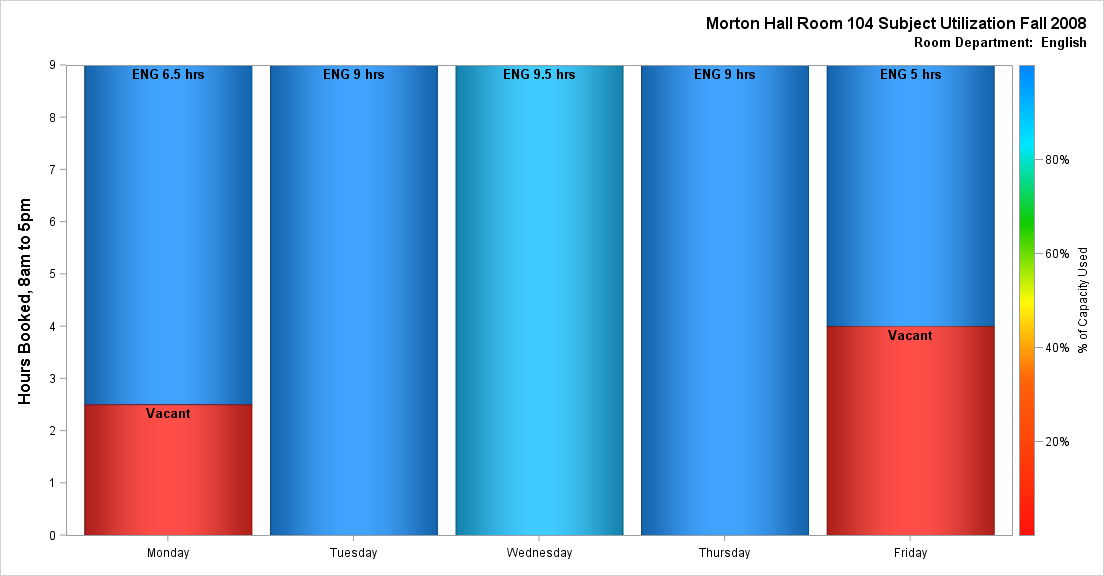 Morton Hall Room 104 Subject Utilization Fall 2008
Room Department:  English
Hours Booked, 8am to 5pm
9
8
7
6
5
4
3
2
1
0
ENG 6.5 hrs
ENG 9 hrs
ENG 9.5 hrs
ENG 9 hrs
ENG 5 hrs
Vacant
Vacant
Monday
Tuesday
Wednesday
Thursday
Friday
80%
60%
40%
20%
% of Capacity Used